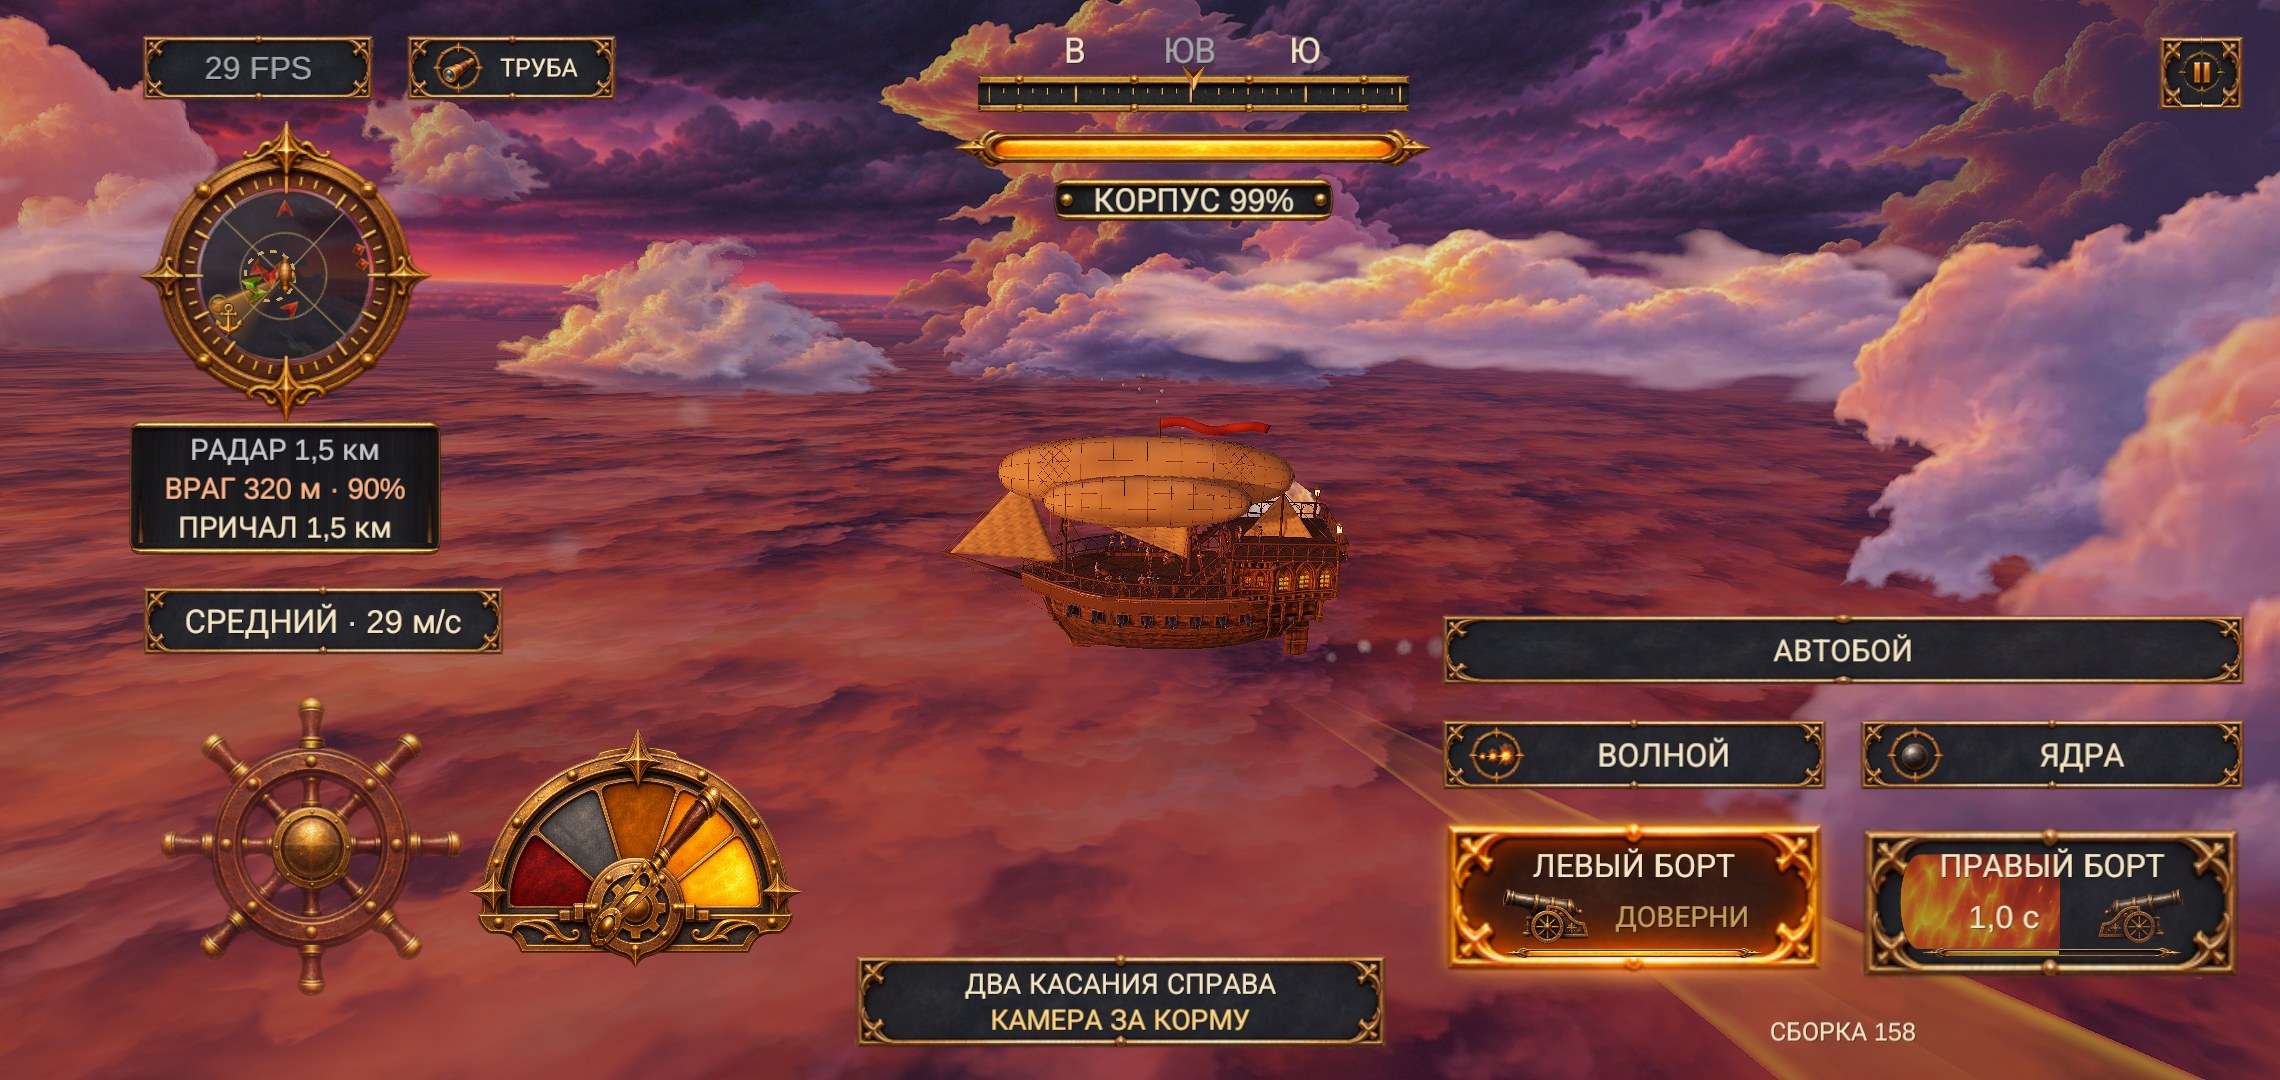 29 FPS
ТРУБА
В ЮВ Ю
КОРПУС 99%
РАДАР 1,5 км
ВРАГ 320 м · 90%
ПРИЧАЛ 1,5 км
СРЕДНИЙ · 29 м/с
АВТОБОЙ
ВОЛНОЙ
ЯДРА
ЛЕВЫЙ БОРТ
ДОВЕРНИ
ПРАВЫЙ БОРТ
1,0 с
ДВА КАСАНИЯ СПРАВА
КАМЕРА ЗА КОРМУ
СБОРКА 158